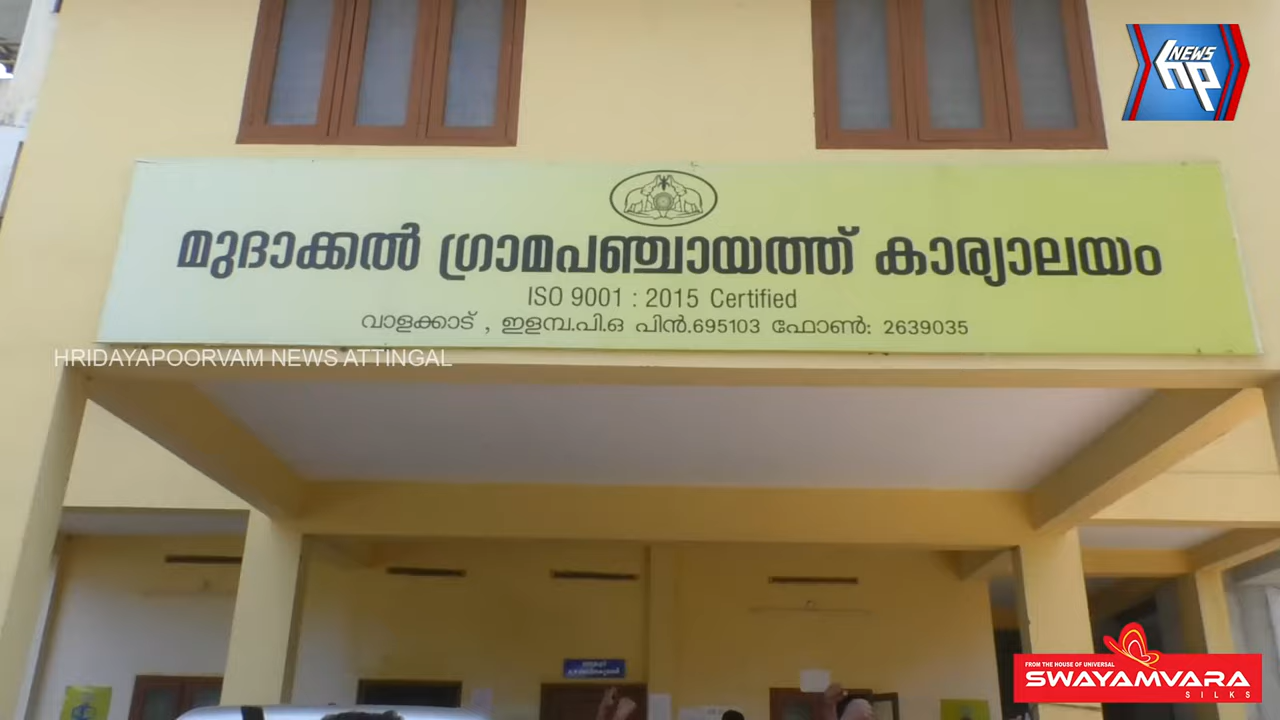 NEWS
hp
മുദാക്കൽ ഗ്രാമപഞ്ചായത്ത് കാര്യാലയം
ISO 9001 : 2015 Certified
വാളക്കാട് , ഇളമ്പ.പി.ഒ പിൻ.695103 ഫോൺ: 2639035
HRIDAYAPOORVAM NEWS ATTINGAL
FROM THE HOUSE OF UNIVERSAL
SWAYAMVARA
SILKS